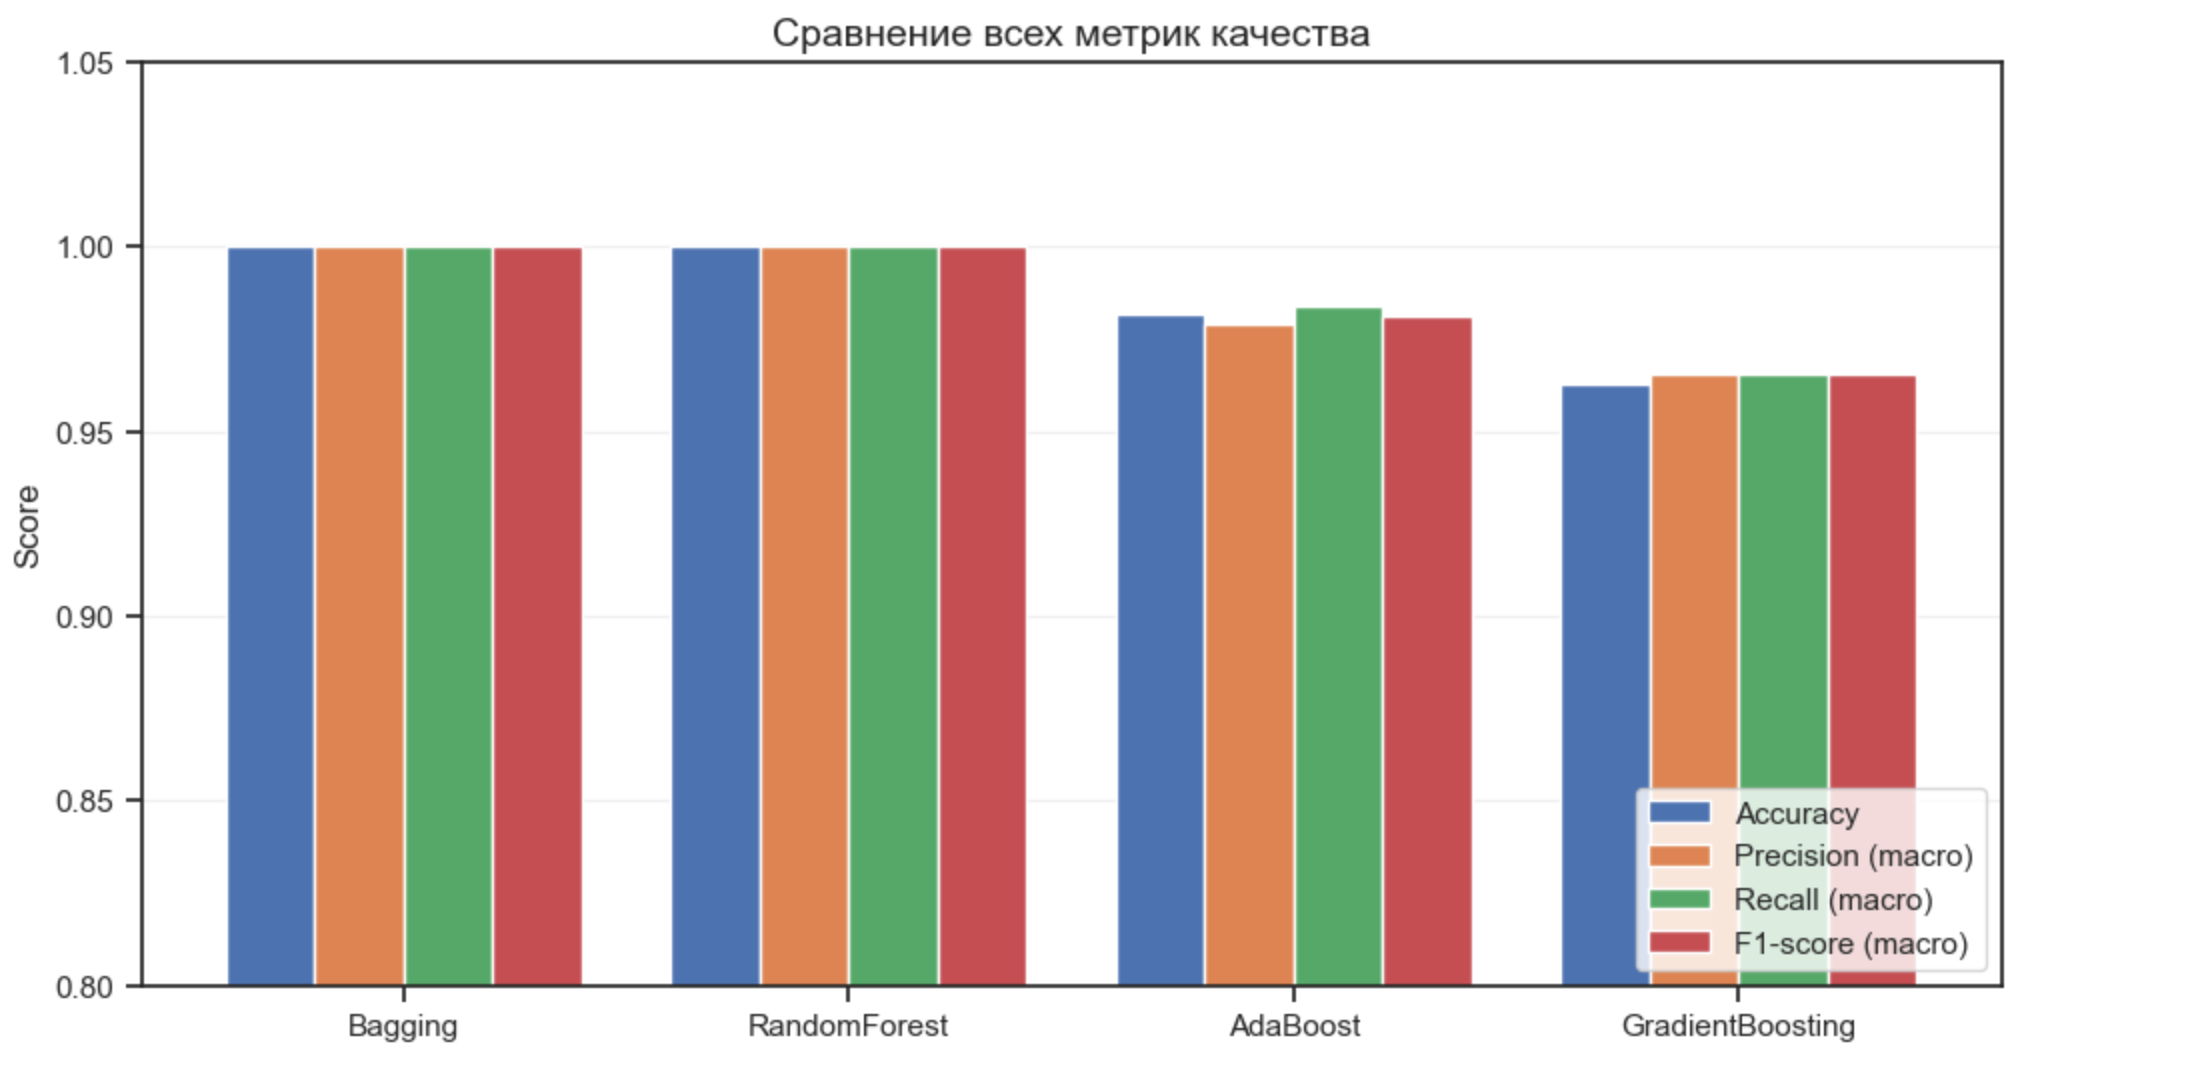 Сравнение всех метрик качества
1.05
1.00
0.95
0.90
0.85
0.80
Score
Accuracy
Precision (macro)
Recall (macro)
F1-score (macro)
Bagging
RandomForest
AdaBoost
GradientBoosting